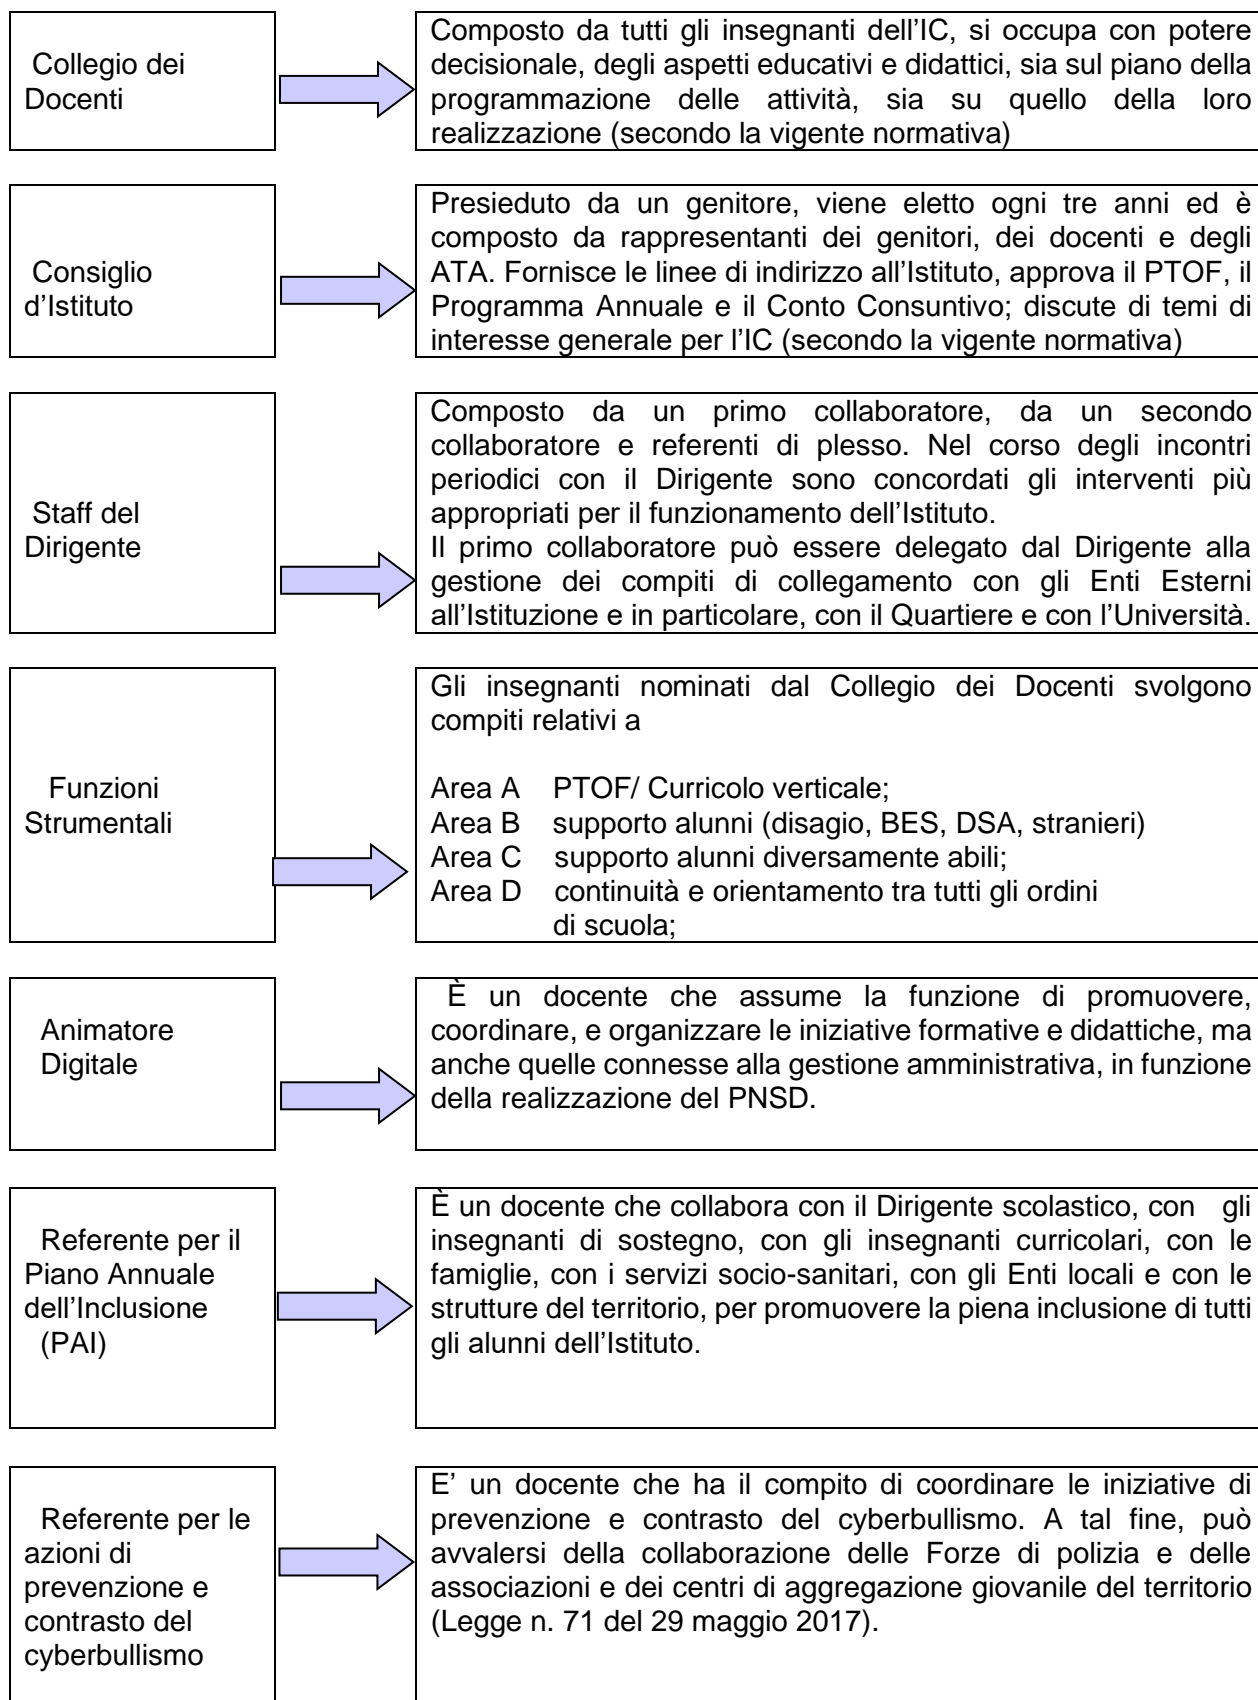 Collegio dei
Docenti
Composto da tutti gli insegnanti dell’IC, si occupa con potere
decisionale, degli aspetti educativi e didattici, sia sul piano della
programmazione delle attività, sia su quello della loro
realizzazione (secondo la vigente normativa)
Consiglio
d’Istituto
Presieduto da un genitore, viene eletto ogni tre anni ed è
composto da rappresentanti dei genitori, dei docenti e degli
ATA. Fornisce le linee di indirizzo all’Istituto, approva il PTOF, il
Programma Annuale e il Conto Consuntivo; discute di temi di
interesse generale per l’IC (secondo la vigente normativa)
Staff del
Dirigente
Composto da un primo collaboratore, da un secondo
collaboratore e referenti di plesso. Nel corso degli incontri
periodici con il Dirigente sono concordati gli interventi più
appropriati per il funzionamento dell’Istituto.
Il primo collaboratore può essere delegato dal Dirigente alla
gestione dei compiti di collegamento con gli Enti Esterni
all’Istituzione e in particolare, con il Quartiere e con l’Università.
Funzioni
Strumentali
Gli insegnanti nominati dal Collegio dei Docenti svolgono
compiti relativi a
Area A PTOF/ Curricolo verticale;
Area B supporto alunni (disagio, BES, DSA, stranieri)
Area C supporto alunni diversamente abili;
Area D continuità e orientamento tra tutti gli ordini
di scuola;
Animatore
Digitale
È un docente che assume la funzione di promuovere,
coordinare, e organizzare le iniziative formative e didattiche, ma
anche quelle connesse alla gestione amministrativa, in funzione
della realizzazione del PNSD.
Referente per il
Piano Annuale
dell’Inclusione
(PAI)
È un docente che collabora con il Dirigente scolastico, con gli
insegnanti di sostegno, con gli insegnanti curricolari, con le
famiglie, con i servizi socio-sanitari, con gli Enti locali e con le
strutture del territorio, per promuovere la piena inclusione di tutti
gli alunni dell’Istituto.
Referente per le
azioni di
prevenzione e
contrasto del
cyberbullismo
E’ un docente che ha il compito di coordinare le iniziative di
prevenzione e contrasto del cyberbullismo. A tal fine, può
avvalersi della collaborazione delle Forze di polizia e delle
associazioni e dei centri di aggregazione giovanile del territorio
(Legge n. 71 del 29 maggio 2017).